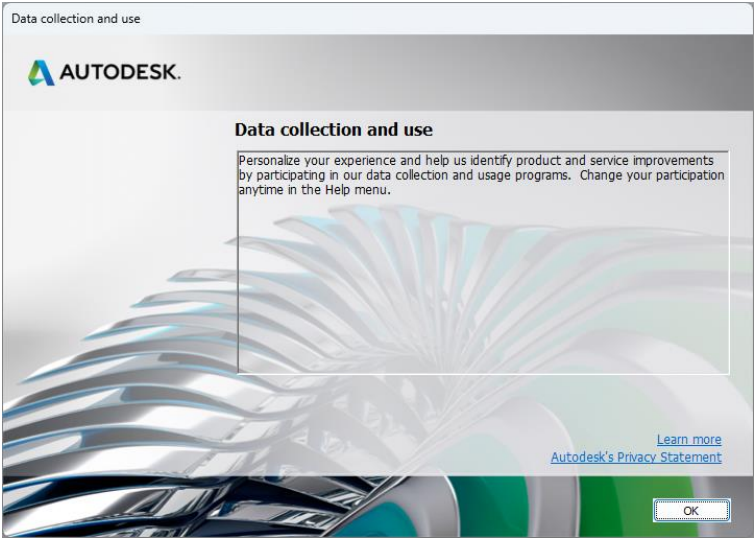 Data collection and use
AUTODESK.
Data collection and use
Personalize your experience and help us identify product and service improvements
by participating in our data collection and usage programs.  Change your participation
anytime in the Help menu.
Learn more
Autodesk's Privacy Statement
OK